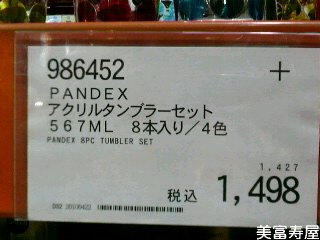 986452 +
PANDEX
アクリルタンブラーセット
567ML 8本入り/4色
PANDEX 8PC TUMBLER SET
1,427
税込 1,498
美富寿屋